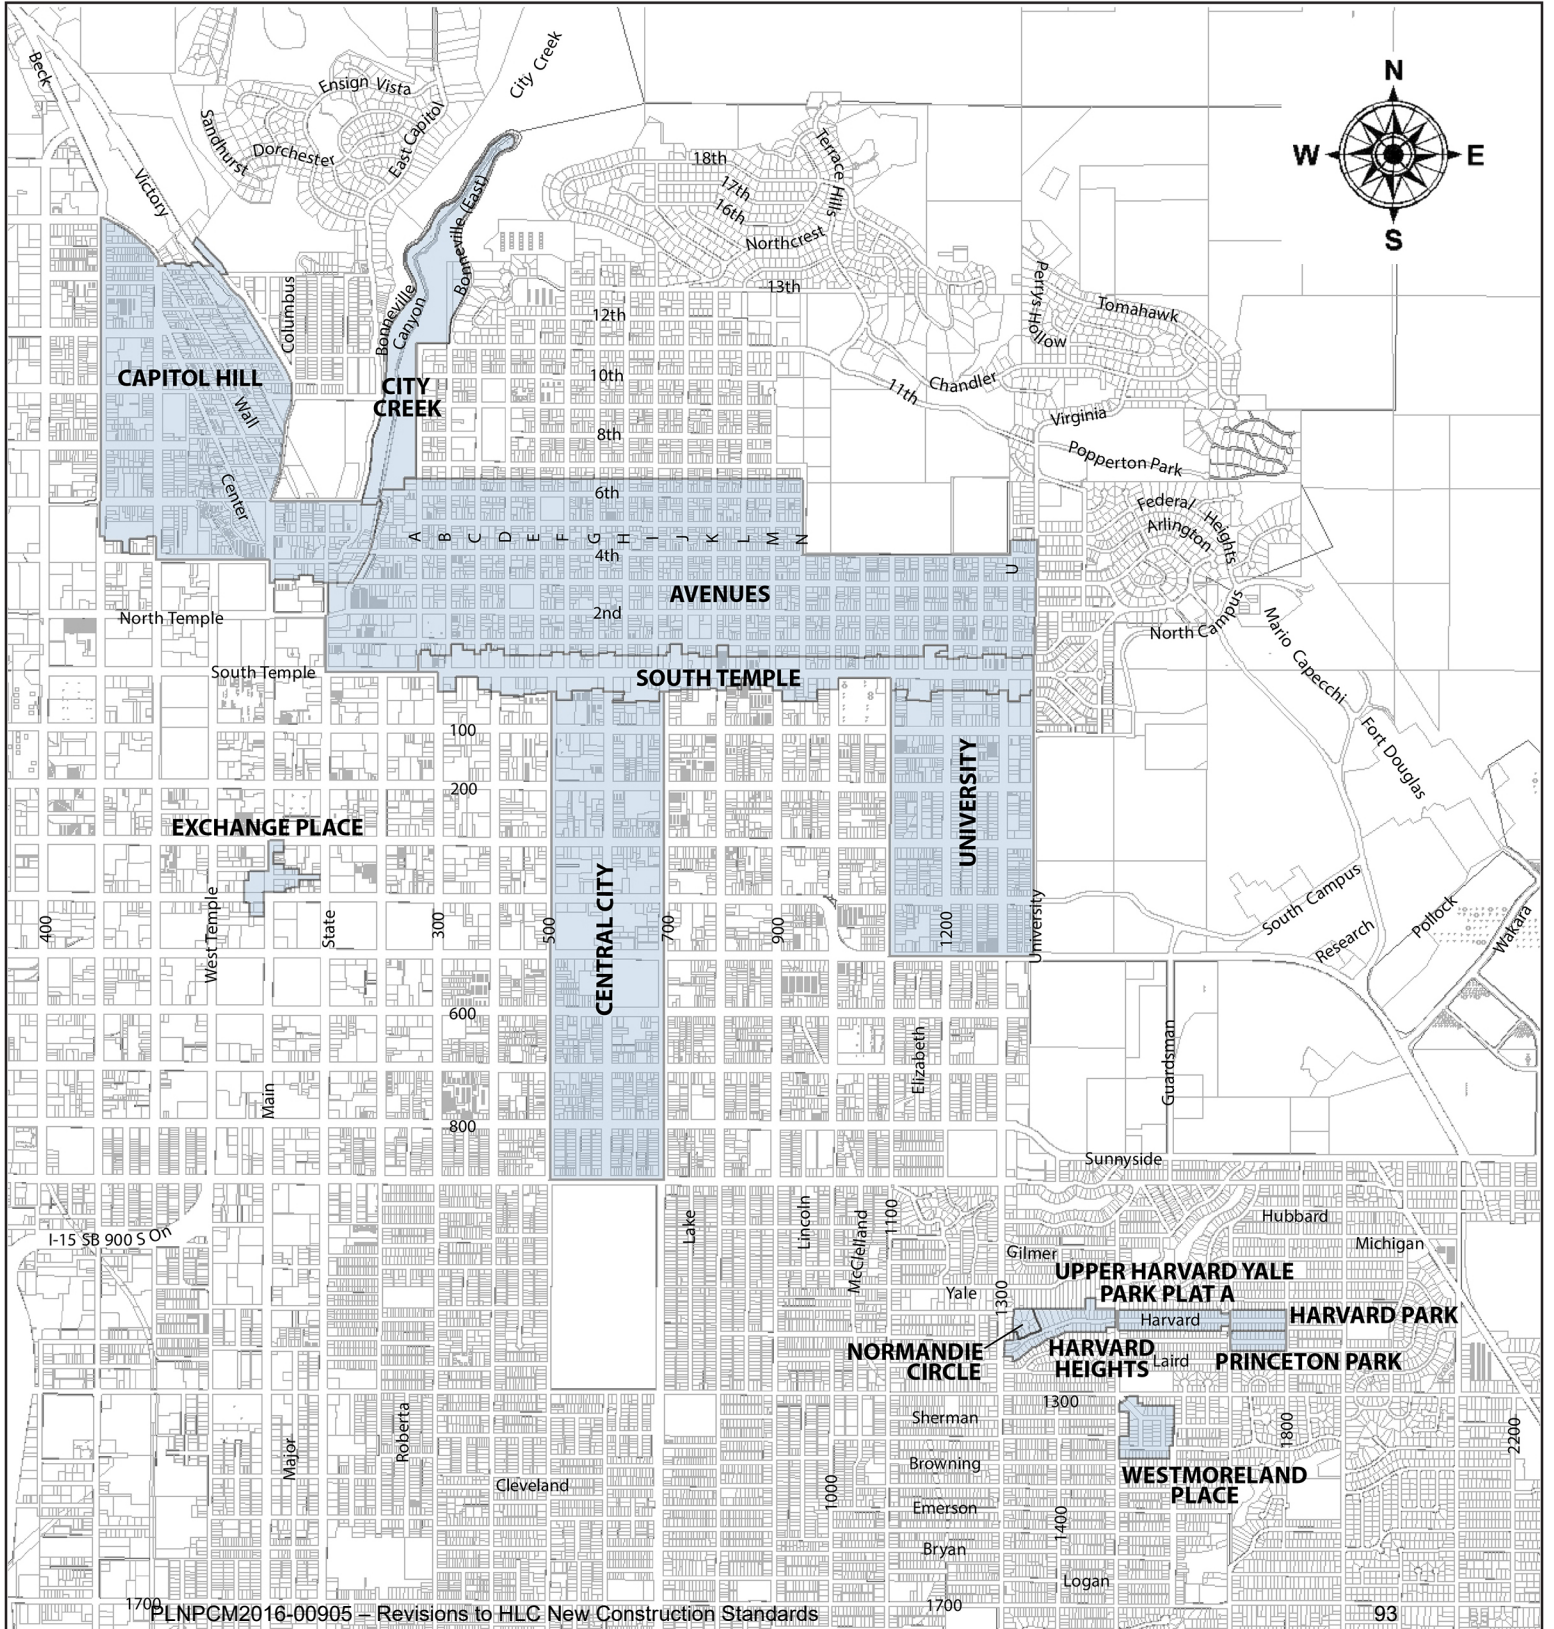 Beck
Ensign Vista
City Creek
Sandhurst
Dorchester
East Capitol
Victory
N
W
E
S
18th
17th
16th
Terrace Hills
Northcrest
13th
12th
10th
8th
6th
4th
2nd
Bonneville (East)
Bonneville
Canyon
Columbus
Perrys Hollow
Tomahawk
Chandler
11th
Virginia
Popperton Park
CAPITOL HILL
Wall
Center
CITY
CREEK
Federal Heights
Arlington
A
B
C
D
E
F
G
H
I
J
K
L
M
N
U
AVENUES
North Temple
South Temple
SOUTH TEMPLE
North Campus
Mario Capecchi
Fort Douglas
100
200
EXCHANGE PLACE
UNIVERSITY
CENTRAL CITY
400
West Temple
State
300
500
700
900
1200
University
South Campus
Research
Pollock
Wakara
600
Elizabeth
Guardsman
Main
800
Sunnyside
I-15 SB 900 S On
Lake
Lincoln
McClelland
1100
Hubbard
Michigan
Gilmer
UPPER HARVARD YALE
PARK PLAT A
Yale
1300
Harvard
HARVARD PARK
NORMANDIE
CIRCLE
HARVARD
HEIGHTS
Laird
PRINCETON PARK
1300
Sherman
1800
2200
Roberta
Major
Browning
WESTMORELAND
PLACE
Cleveland
1000
Emerson
1400
Bryan
Logan
1700
1700
PLNPCM2016-00905 – Revisions to HLC New Construction Standards
93